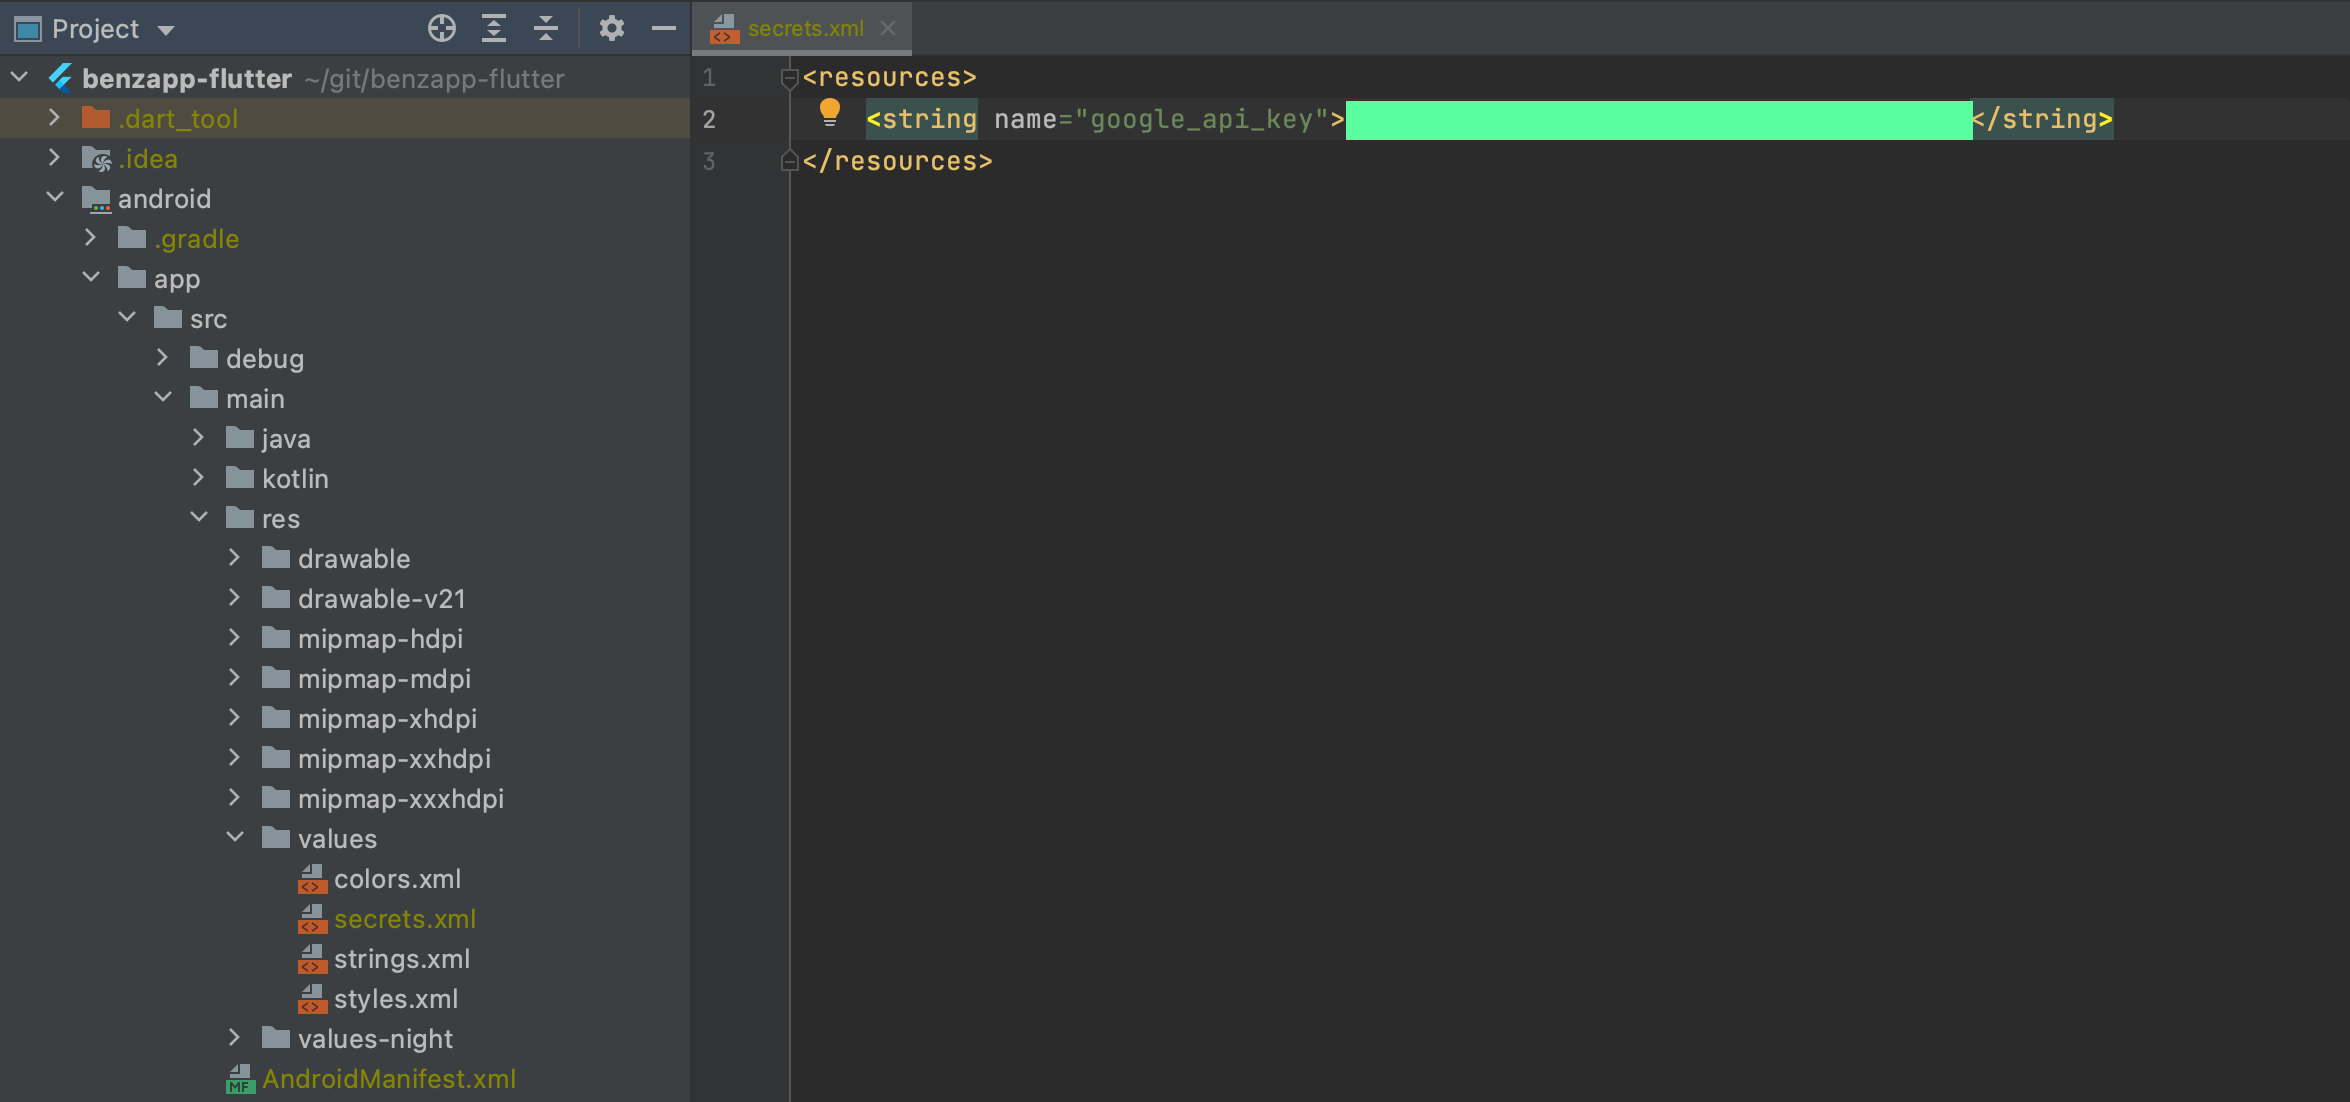 Project
benzapp-flutter ~/git/benzapp-flutter
.dart_tool
.idea
android
.gradle
app
src
debug
main
java
kotlin
res
drawable
drawable-v21
mipmap-hdpi
mipmap-mdpi
mipmap-xhdpi
mipmap-xxhdpi
mipmap-xxxhdpi
values
colors.xml
secrets.xml
strings.xml
styles.xml
values-night
MF AndroidManifest.xml
secrets.xml
1 <resources>
2 <string name="google_api_key"></string>
3 </resources>